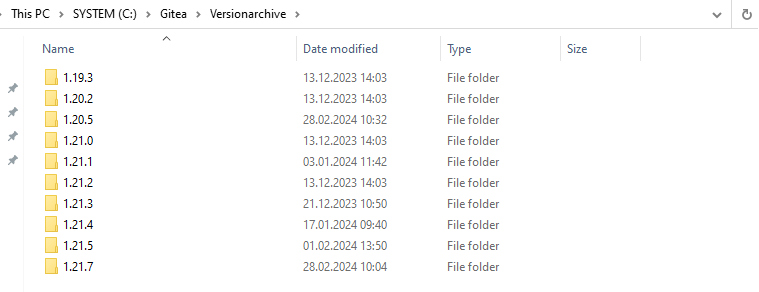 This PC > SYSTEM (C:) > Gitea > Versionarchive >
Name Date modified Type Size
1.19.3 13.12.2023 14:03 File folder
1.20.2 13.12.2023 14:03 File folder
1.20.5 28.02.2024 10:32 File folder
1.21.0 13.12.2023 14:03 File folder
1.21.1 03.01.2024 11:42 File folder
1.21.2 13.12.2023 14:03 File folder
1.21.3 21.12.2023 10:50 File folder
1.21.4 17.01.2024 09:40 File folder
1.21.5 01.02.2024 13:50 File folder
1.21.7 28.02.2024 10:04 File folder